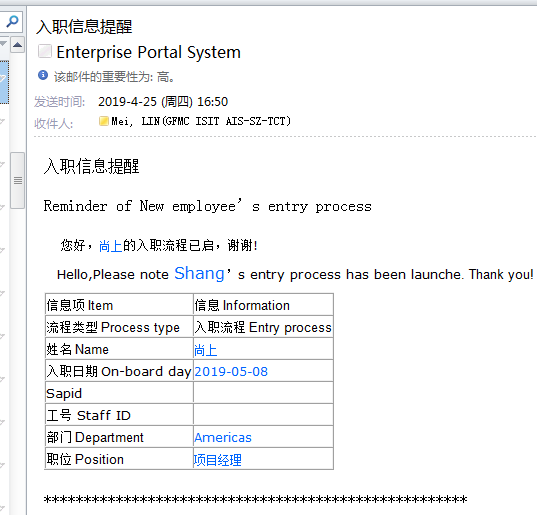 入职信息提醒
Enterprise Portal System
该邮件的重要性为: 高。
发送时间: 2019-4-25 (周四) 16:50
收件人: Mei, LIN(GFMC ISIT AIS-SZ-TCT)
入职信息提醒
Reminder of New employee’s entry process
您好，尚上的入职流程已启，谢谢!
Hello,Please note Shang’s entry process has been launche. Thank you!
信息项 Item 信息 Information
流程类型 Process type 入职流程 Entry process
姓名 Name 尚上
入职日期 On-board day 2019-05-08
Sapid
工号 Staff ID
部门 Department Americas
职位 Position 项目经理
*****************************************************